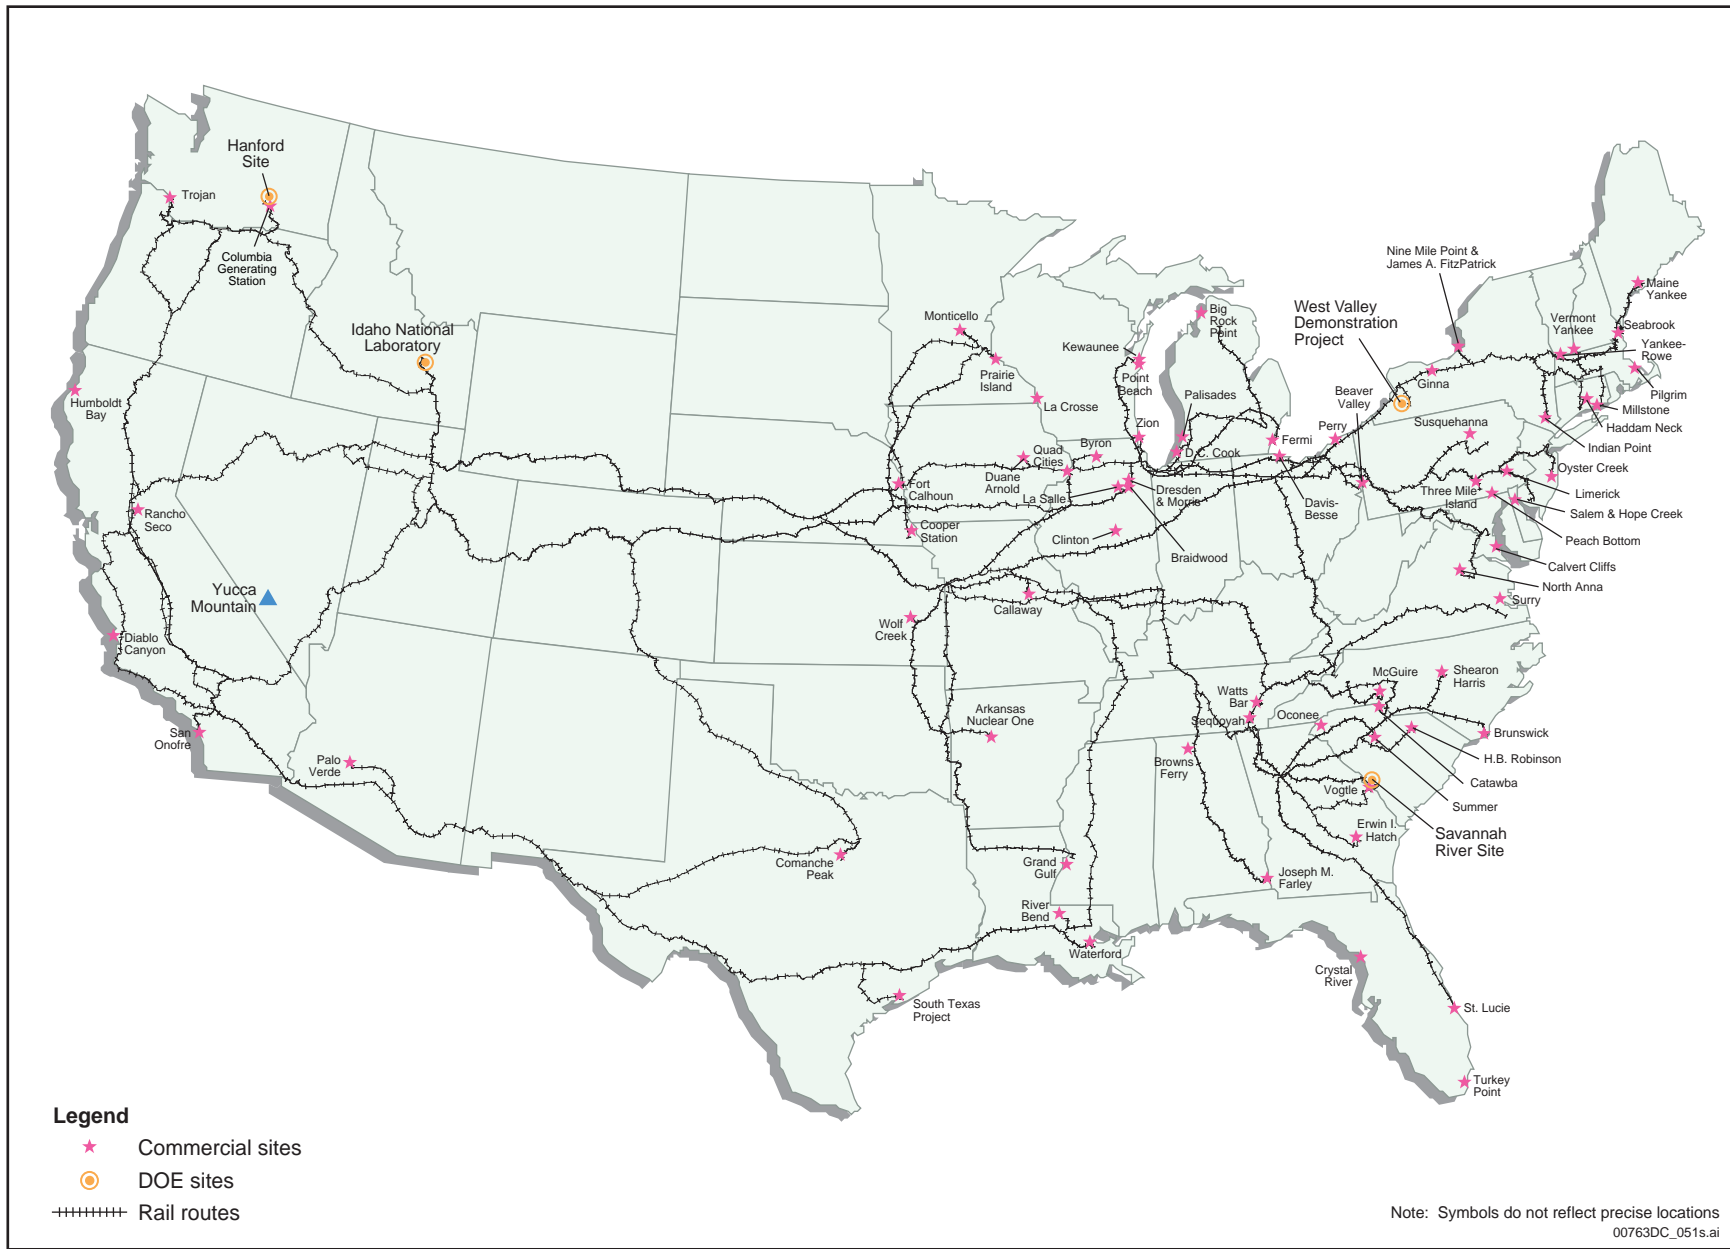 Hanford
Site
Trojan
Columbia
Generating
Station
Idaho National
Laboratory
Humboldt
Bay
Rancho
Seco
Yucca
Mountain
Diablo
Canyon
San
Onofre
Palo
Verde
Monticello
Prairie
Island
La Crosse
Kewaunee
Point
Beach
Zion
Big
Rock
Point
Palisades
D.C. Cook
Fermi
Perry
Quad
Cities
Byron
Duane
Arnold
Fort
Calhoun
La Salle
Dresden
& Morris
Cooper
Station
Clinton
Braidwood
Davis-
Besse
Callaway
Wolf
Creek
Arkansas
Nuclear One
Comanche
Peak
Grand
Gulf
River
Bend
Waterford
South Texas
Project
Nine Mile Point &
James A. FitzPatrick
West Valley
Demonstration
Project
Beaver
Valley
Ginna
Maine
Yankee
Vermont
Yankee
Seabrook
Yankee-
Rowe
Pilgrim
Millstone
Haddam Neck
Indian Point
Susquehanna
Oyster Creek
Three Mile
Island
Limerick
Salem & Hope Creek
Peach Bottom
Calvert Cliffs
North Anna
Surry
McGuire
Shearon
Harris
Watts
Bar
Sequoyah
Oconee
Brunswick
H.B. Robinson
Browns
Ferry
Catawba
Vogtle
Summer
Erwin I.
Hatch
Savannah
River Site
Joseph M.
Farley
Crystal
River
St. Lucie
Turkey
Point
Legend
Commercial sites
DOE sites
Rail routes
Note: Symbols do not reflect precise locations
00763DC_051s.ai